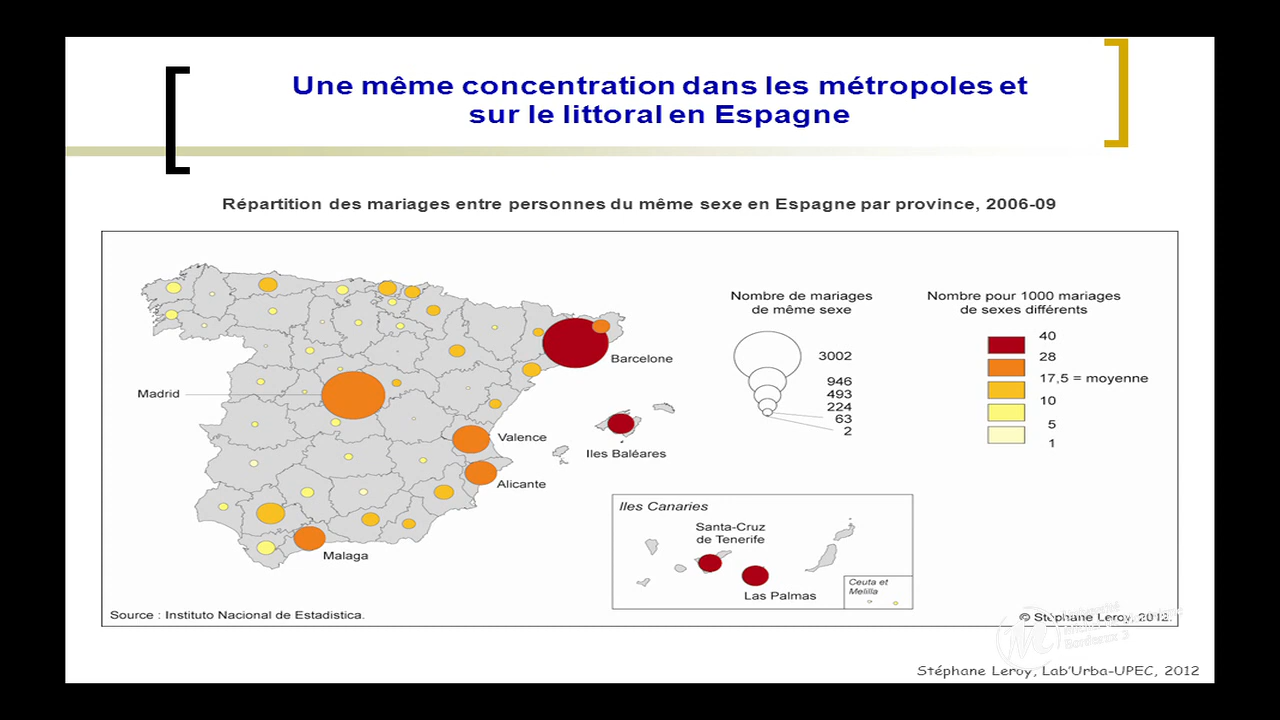 Une même concentration dans les métropoles et
sur le littoral en Espagne
Répartition des mariages entre personnes du même sexe en Espagne par province, 2006-09
Nombre de mariages
de même sexe
3002
946
493
224
63
2
Nombre pour 1000 mariages
de sexes différents
40
28
17,5 = moyenne
10
5
1
Barcelone
Madrid
Valence
Iles Baléares
Alicante
Malaga
Iles Canaries
Santa-Cruz
de Tenerife
Las Palmas
Ceuta et
Melilla
Source : Instituto Nacional de Estadistica.
© Stéphane Leroy, 2012.
Université
Bordeaux 3
Stéphane Leroy, Lab'Urba-UPEC, 2012